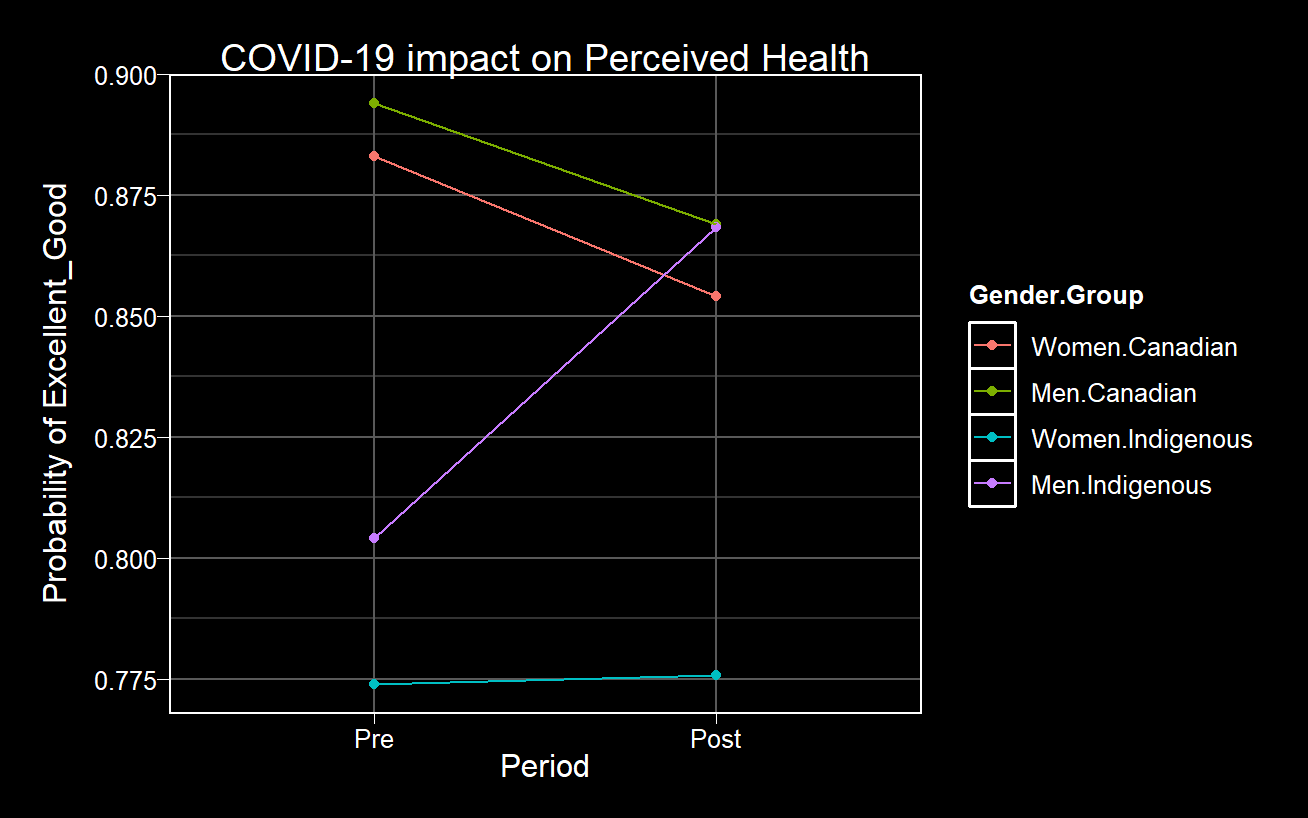 COVID-19 impact on Perceived Health
0.900
0.875
0.850
0.825
0.800
0.775
Probability of Excellent_Good
Pre
Post
Period
Gender.Group
Women.Canadian
Men.Canadian
Women.Indigenous
Men.Indigenous